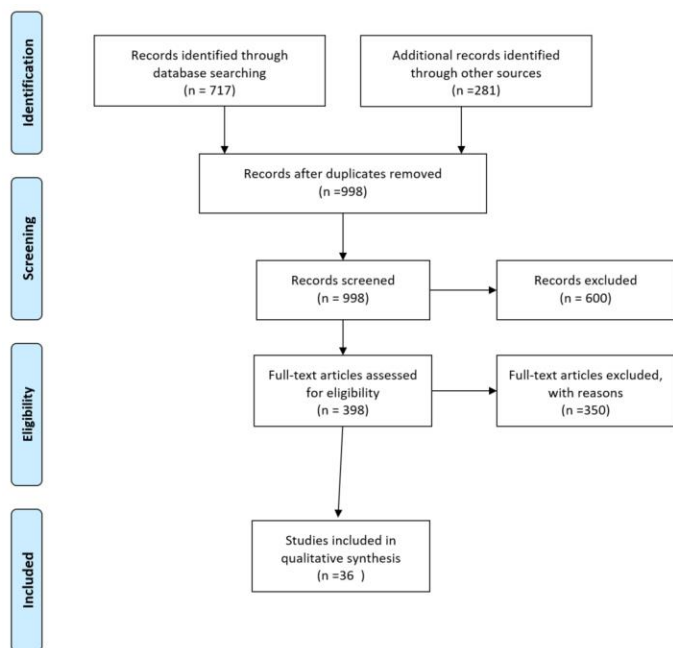 Identification
Records identified through
database searching
(n = 717)
Additional records identified
through other sources
(n =281)
Records after duplicates removed
(n =998)
Screening
Records screened
(n = 998)
Records excluded
(n = 600)
Eligibility
Full-text articles assessed
for eligibility
(n = 398)
Full-text articles excluded,
with reasons
(n =350)
Included
Studies included in
qualitative synthesis
(n =36 )